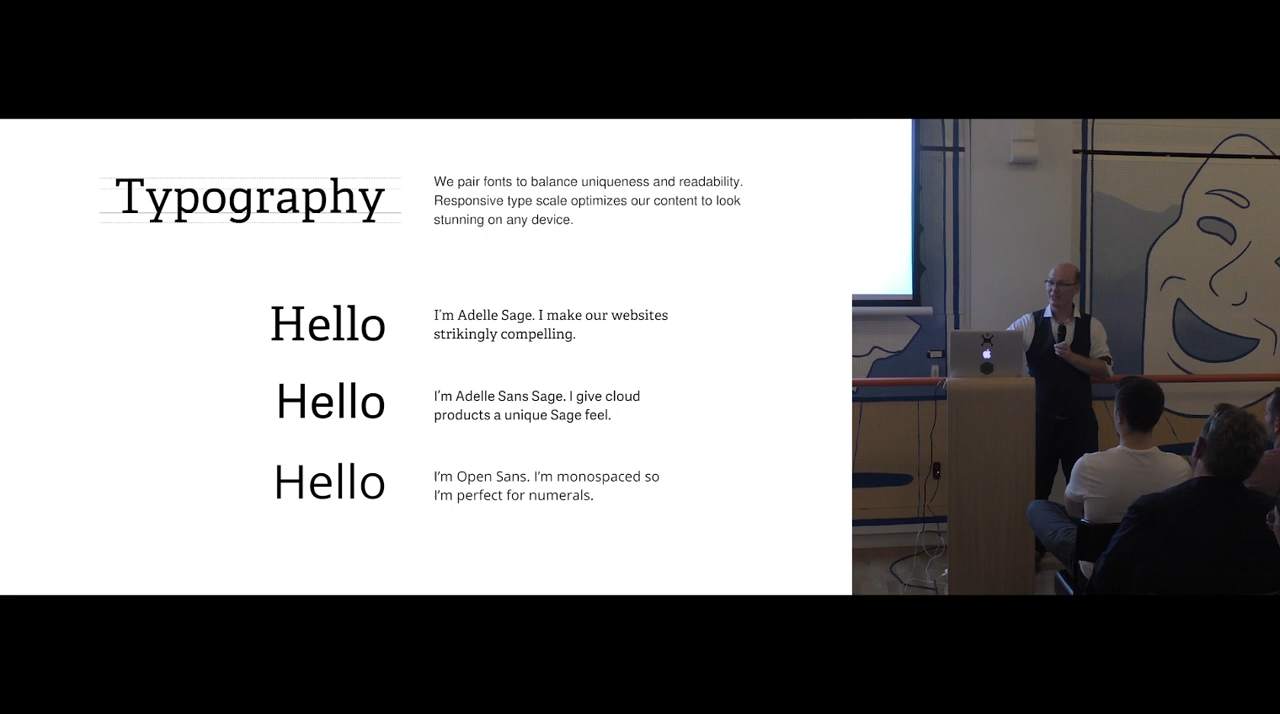 Typography
We pair fonts to balance uniqueness and readability.
Responsive type scale optimizes our content to look
stunning on any device.
Hello
I'm Adelle Sage. I make our websites
strikingly compelling.
Hello
I'm Adelle Sans Sage. I give cloud
products a unique Sage feel.
Hello
I'm Open Sans. I'm monospaced so
I'm perfect for numerals.